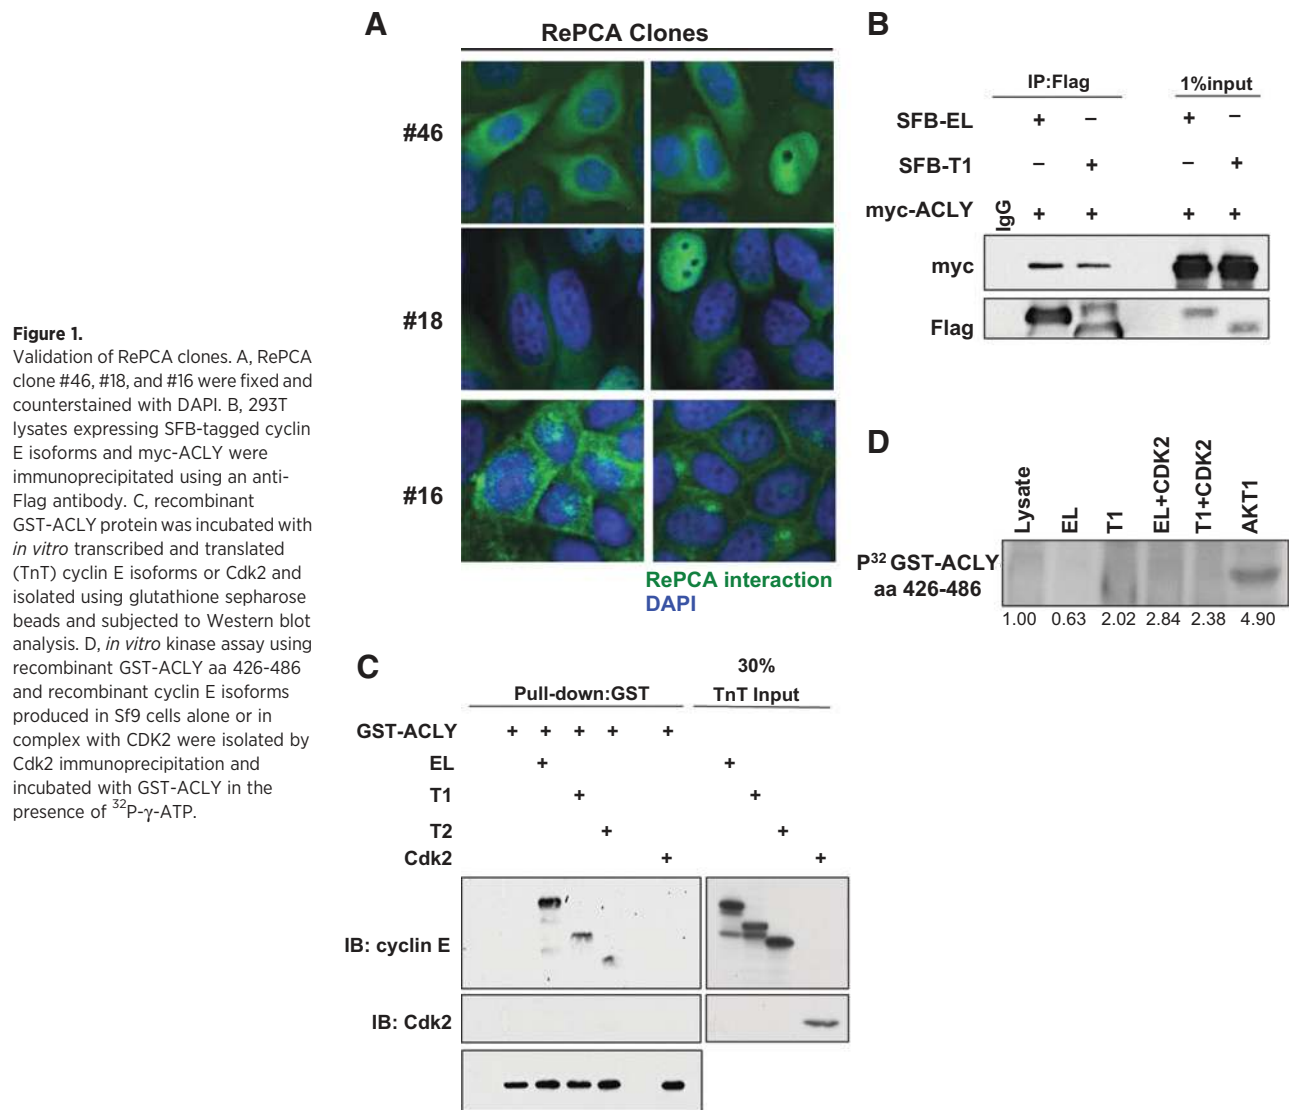 Figure 1.
Validation of RePCA clones. A, RePCA
clone #46, #18, and #16 were fixed and
counterstained with DAPI. B, 293T
lysates expressing SFB-tagged cyclin
E isoforms and myc-ACLY were
immunoprecipitated using an anti-
Flag antibody. C, recombinant
GST-ACLY protein was incubated with
in vitro transcribed and translated
(TnT) cyclin E isoforms or Cdk2 and
isolated using glutathione sepharose
beads and subjected to Western blot
analysis. D, in vitro kinase assay using
recombinant GST-ACLY aa 426-486
and recombinant cyclin E isoforms
produced in Sf9 cells alone or in
complex with CDK2 were isolated by
Cdk2 immunoprecipitation and
incubated with GST-ACLY in the
presence of ³²P-γ-ATP.
A
RePCA Clones
#46
#18
#16
RePCA interaction
DAPI
B
IP:Flag 1%input
SFB-EL + − + −
SFB-T1 − + − +
myc-ACLY IgG + + + +
myc
Flag
D
Lysate EL T1 EL+CDK2 T1+CDK2 AKT1
P³² GST-ACLY
aa 426-486
1.00 0.63 2.02 2.84 2.38 4.90
C
30%
Pull-down:GST TnT Input
GST-ACLY + + + + +
EL + +
T1 + +
T2 + +
Cdk2 + +
IB: cyclin E
IB: Cdk2